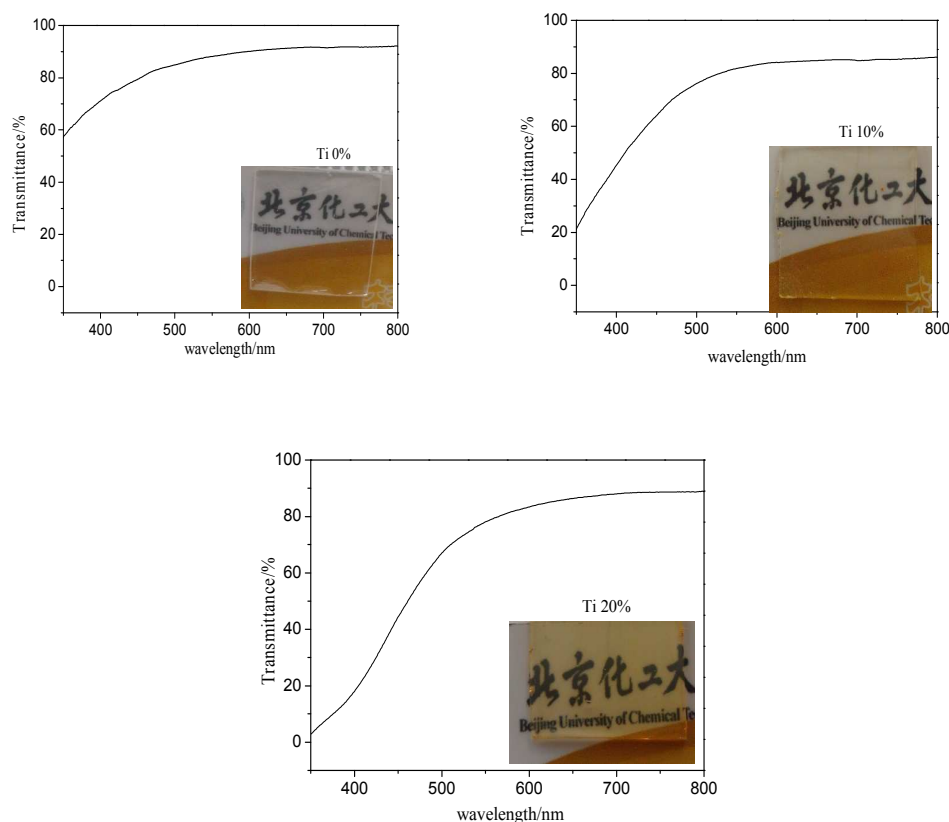 100
80
60
40
20
0
Transmittance/%
400 500 600 700 800
wavelength/nm
Ti 0%
北京化工大
Beijing University of Chemical Tec
100
80
60
40
20
0
Transmittance/%
400 500 600 700 800
wavelength/nm
Ti 10%
北京化工大
Beijing University of Chemical Tec
100
80
60
40
20
0
Transmittance/%
400 500 600 700 800
wavelength/nm
Ti 20%
北京化工大
Beijing University of Chemical Te